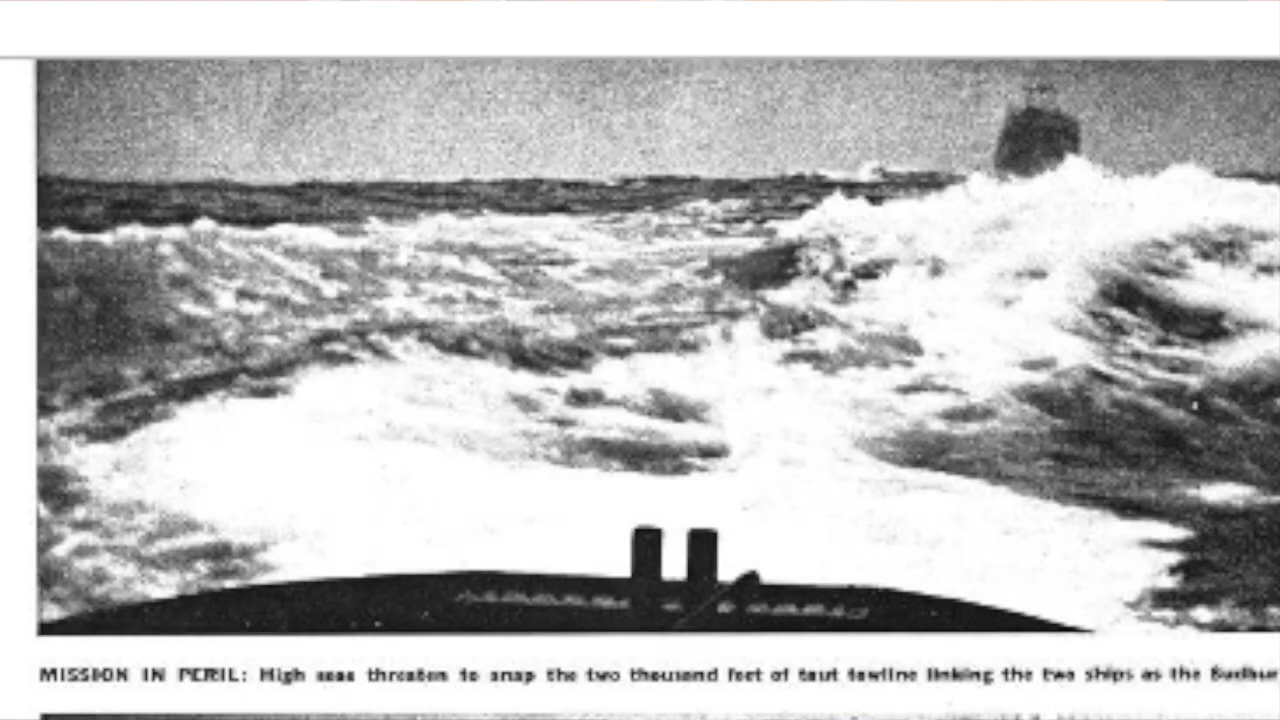 MISSION IN PERIL: High seas threaten to snap the two thousand feet of taut towline linking the two ships as the